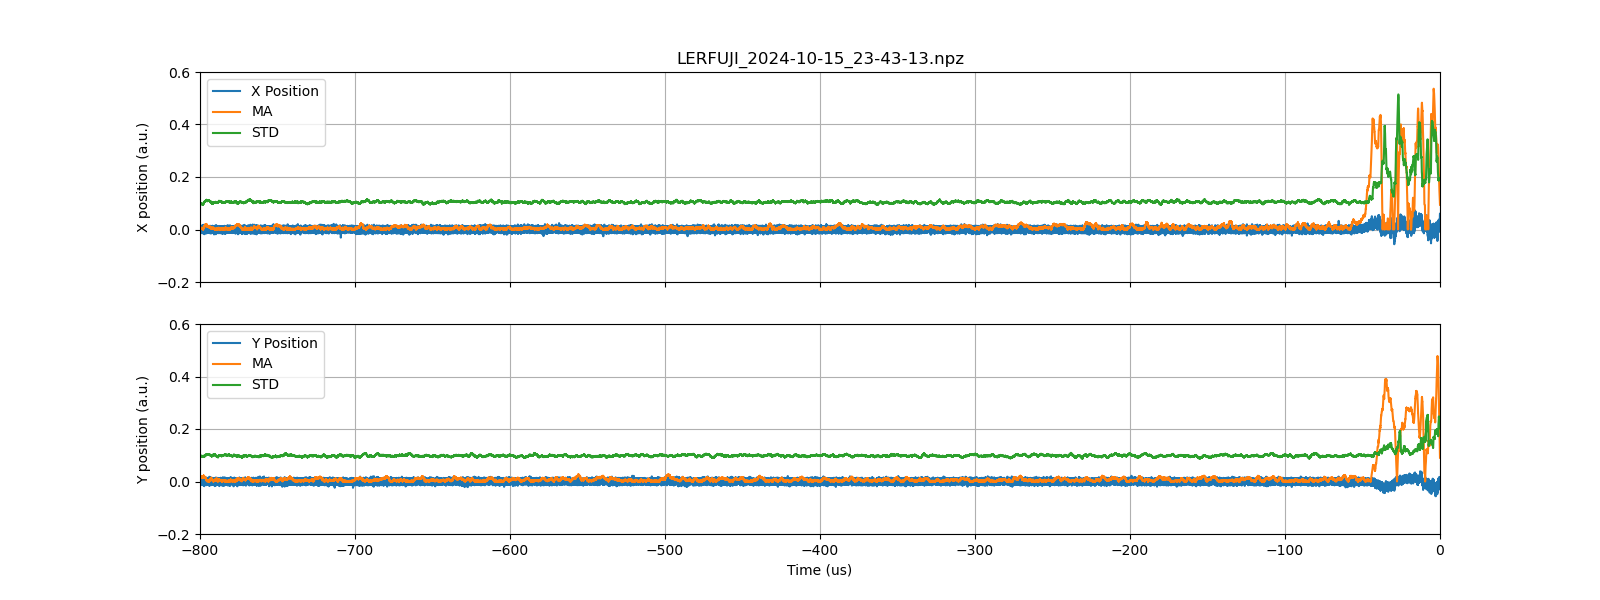 LERFUJI_2024-10-15_23-43-13.npz
0.6
0.4
0.2
0.0
−0.2
X position (a.u.)
X Position
MA
STD
0.6
0.4
0.2
0.0
−0.2
Y position (a.u.)
Y Position
MA
STD
−800 −700 −600 −500 −400 −300 −200 −100 0
Time (us)